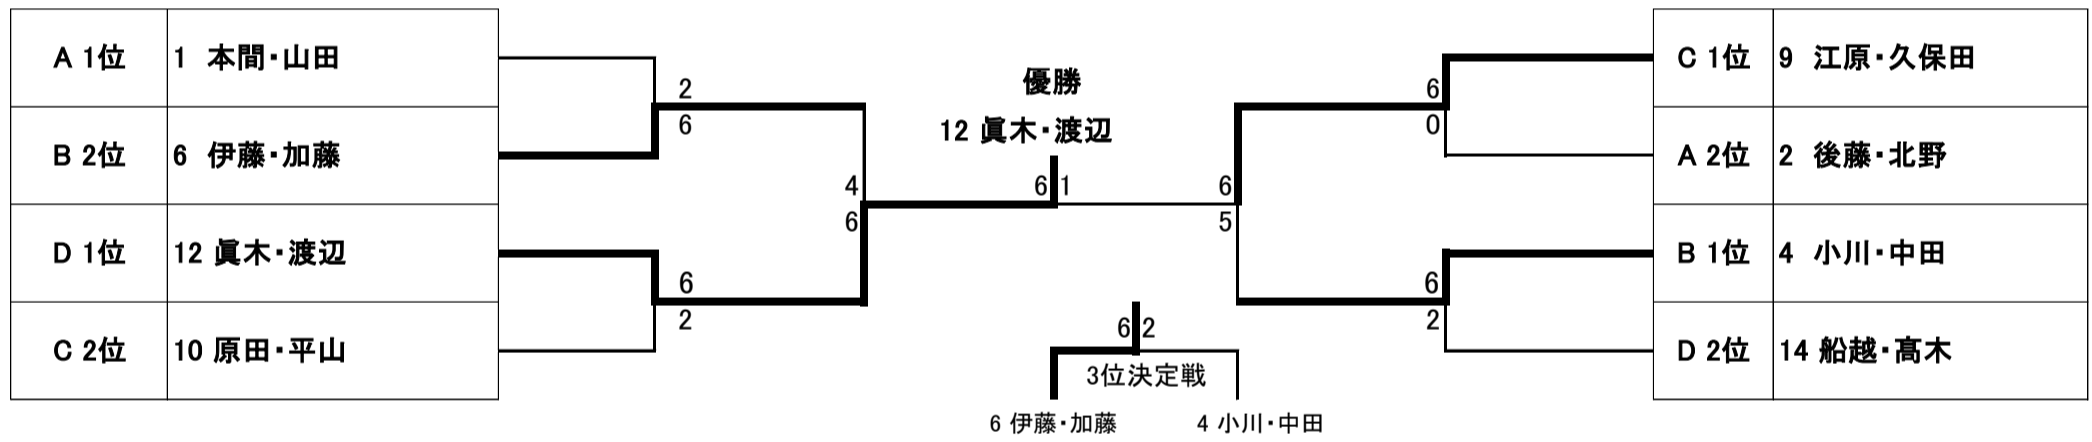 A 1位 1 本間・山田
B 2位 6 伊藤・加藤
D 1位 12 眞木・渡辺
C 2位 10 原田・平山
2
6
6
2
4
6
優勝
12 眞木・渡辺
6 1
6
5
6
0
6
2
C 1位 9 江原・久保田
A 2位 2 後藤・北野
B 1位 4 小川・中田
D 2位 14 船越・髙木
6 2
3位決定戦
6 伊藤・加藤 4 小川・中田